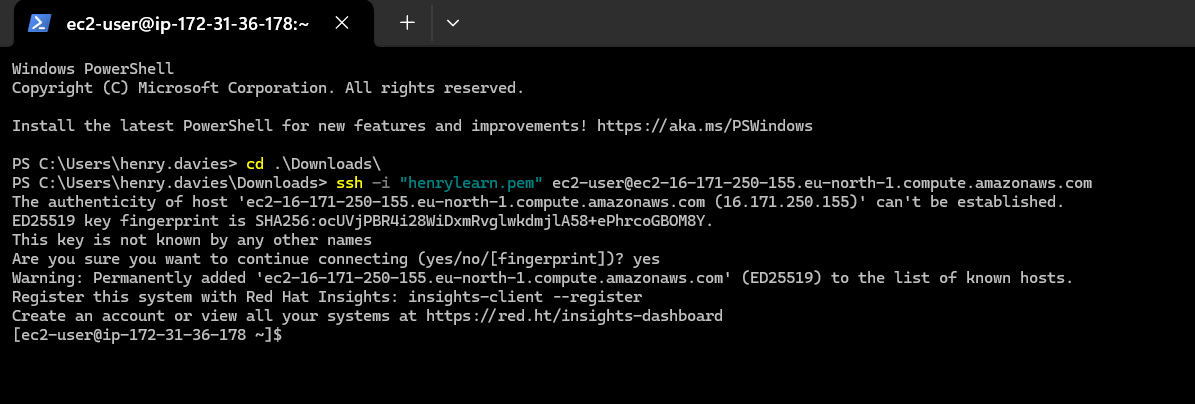 ec2-user@ip-172-31-36-178:~
Windows PowerShell
Copyright (C) Microsoft Corporation. All rights reserved.
Install the latest PowerShell for new features and improvements! https://aka.ms/PSWindows
PS C:\Users\henry.davies> cd .\Downloads\
PS C:\Users\henry.davies\Downloads> ssh -i "henrylearn.pem" ec2-user@ec2-16-171-250-155.eu-north-1.compute.amazonaws.com
The authenticity of host 'ec2-16-171-250-155.eu-north-1.compute.amazonaws.com (16.171.250.155)' can't be established.
ED25519 key fingerprint is SHA256:ocUVjPBR4i28WiDxmRvglwkdmjlA58+ePhrcoGBOM8Y.
This key is not known by any other names
Are you sure you want to continue connecting (yes/no/[fingerprint])? yes
Warning: Permanently added 'ec2-16-171-250-155.eu-north-1.compute.amazonaws.com' (ED25519) to the list of known hosts.
Register this system with Red Hat Insights: insights-client --register
Create an account or view all your systems at https://red.ht/insights-dashboard
[ec2-user@ip-172-31-36-178 ~]$